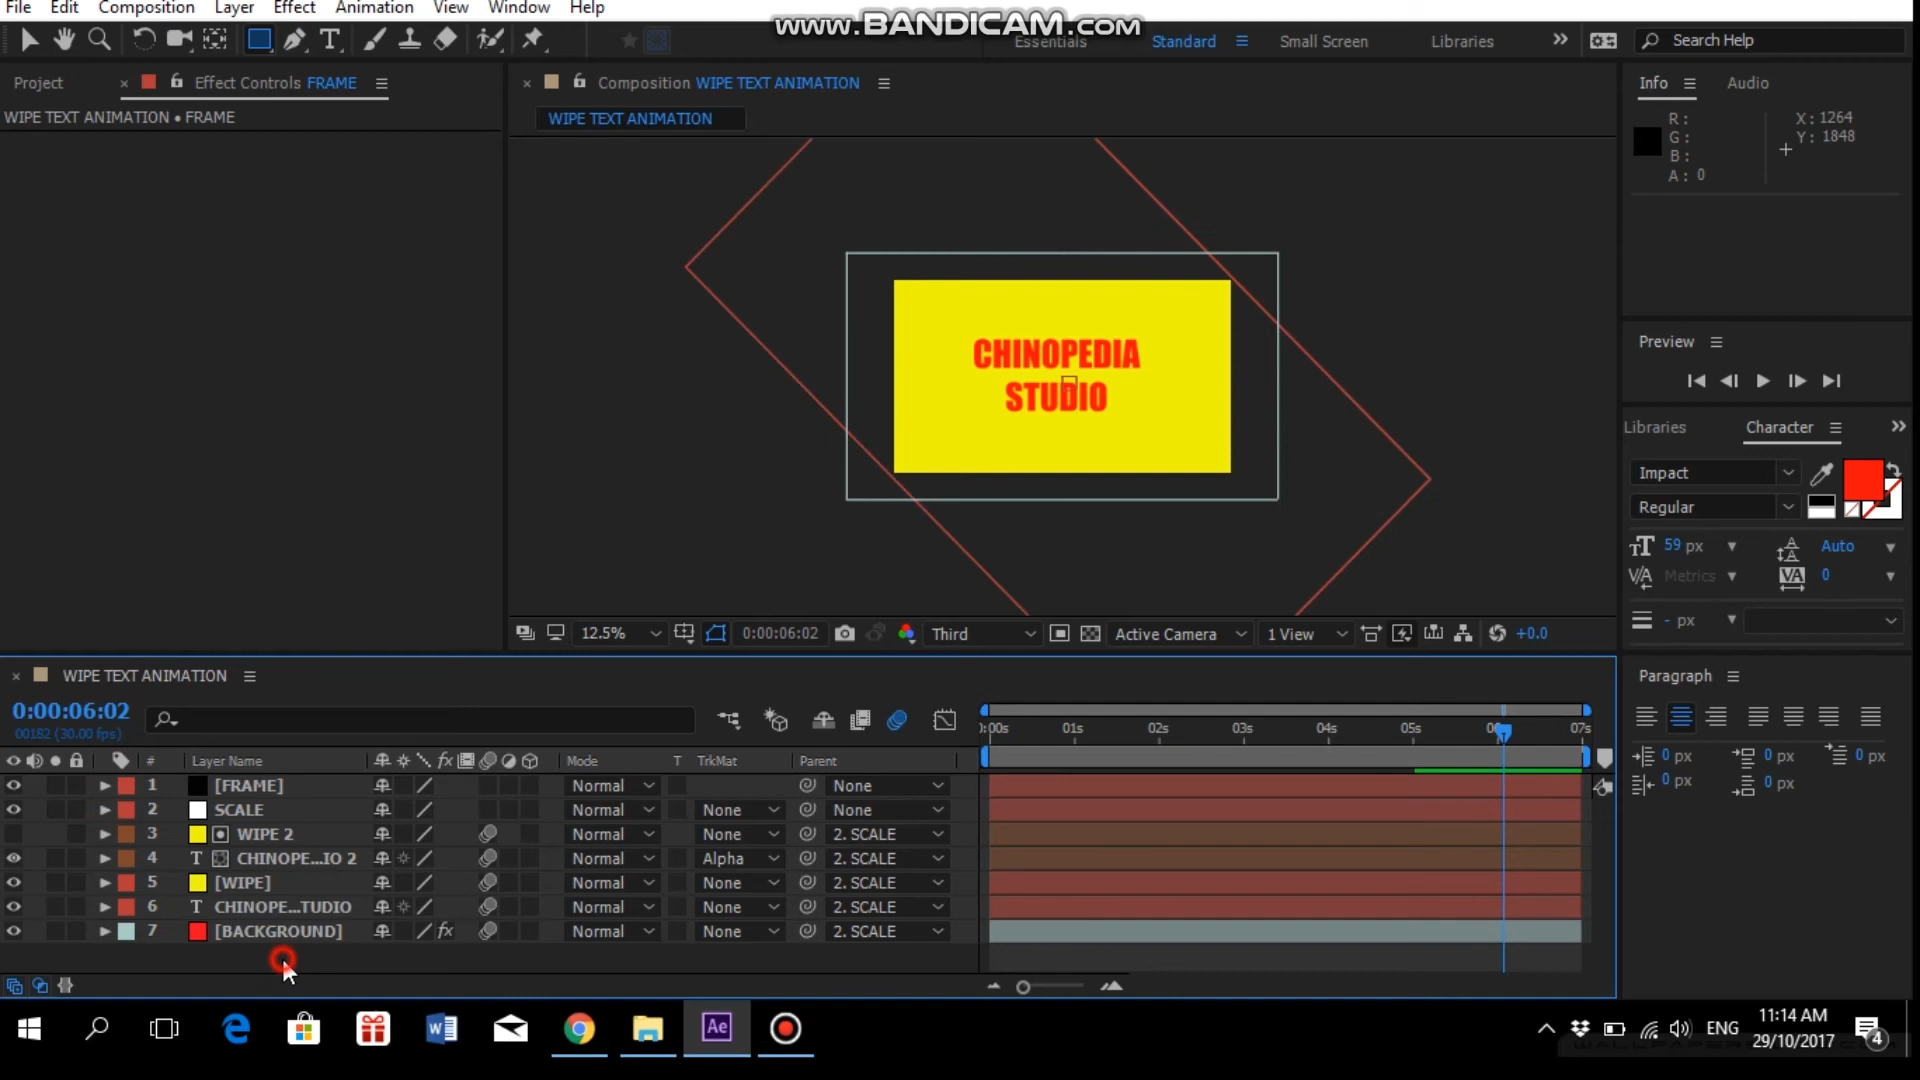 File Edit Composition Layer Effect Animation View Window Help
www.BANDICAM.com
Essentials Standard Small Screen Libraries Search Help
Project Effect Controls FRAME
WIPE TEXT ANIMATION • FRAME
Composition WIPE TEXT ANIMATION
WIPE TEXT ANIMATION
CHINOPEDIA
STUDIO
Info Audio
R: X: 1264
G: Y: 1848
B:
A: 0
Preview
Libraries Character
Impact
Regular
59 px Auto
Metrics 0
- px
12.5% 0:00:06:02 Third Active Camera 1 View +0.0
WIPE TEXT ANIMATION
0:00:06:02
00182 (30.00 fps)
# Layer Name fx Mode T TrkMat Parent
1 [FRAME] Normal None
2 SCALE Normal None None
3 WIPE 2 Normal None 2. SCALE
4 T CHINOPE...IO 2 Normal Alpha 2. SCALE
5 [WIPE] Normal None 2. SCALE
6 T CHINOPE...TUDIO Normal None 2. SCALE
7 [BACKGROUND] fx Normal None 2. SCALE
:00s 01s 02s 03s 04s 05s 07s
Paragraph
0 px 0 px 0 px
0 px 0 px
Ae
ENG
11:14 AM
29/10/2017
4